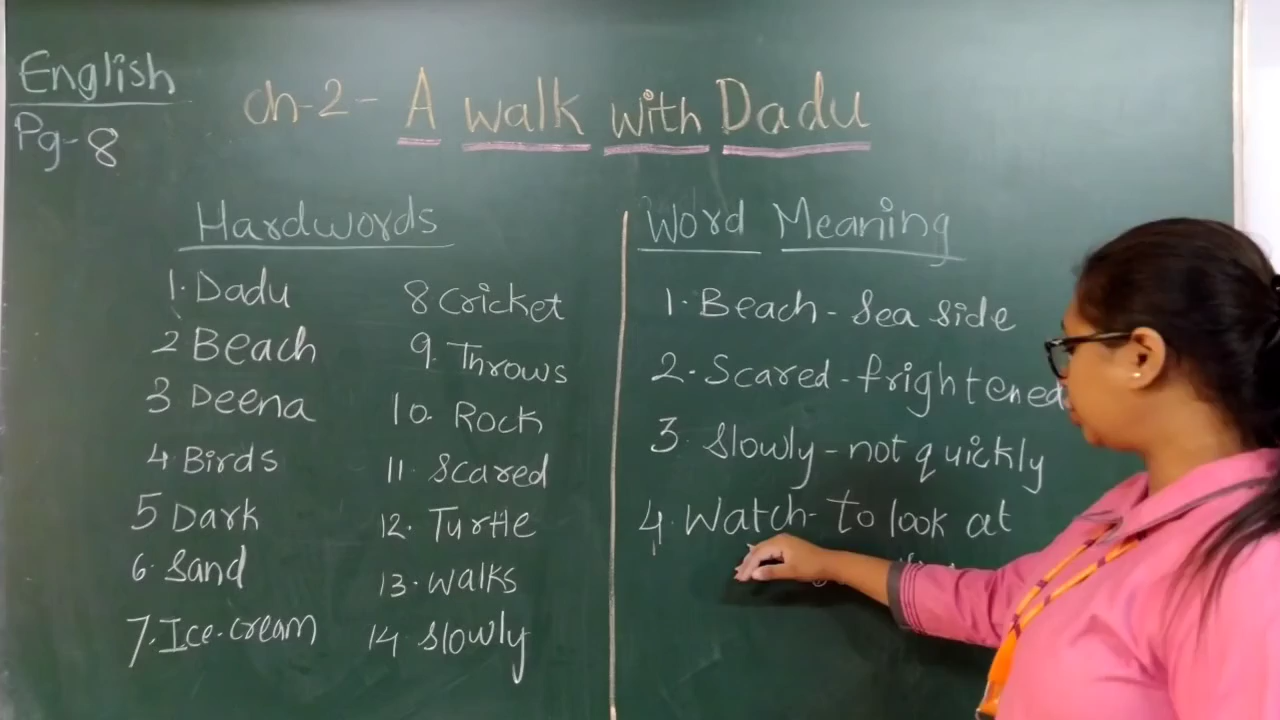 English
Pg-8
Ch-2- A walk with Dadu
Hardwords
1. Dadu
2 Beach
3 Deena
4 Birds
5 Dark
6. Sand
7. Ice-cream
8 Cricket
9. Throws
10. Rock
11. Scared
12. Turtle
13. walks
14 Slowly
Word Meaning
1. Beach - Sea side
2. Scared - frightened
3. Slowly - not quickly
4. Watch - To look at